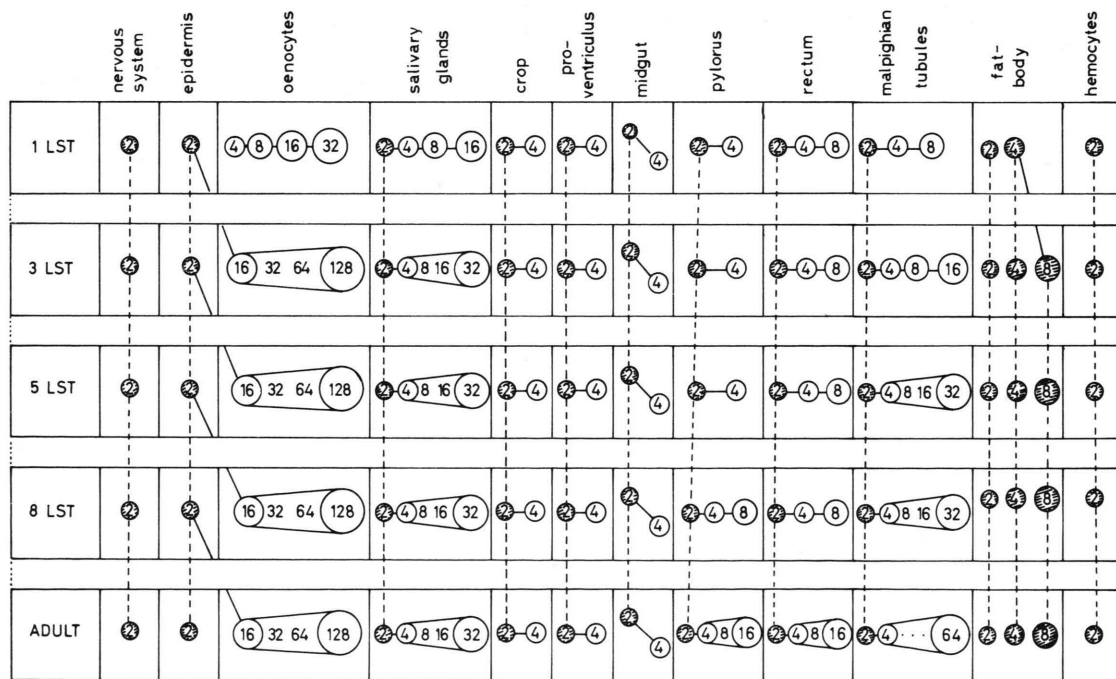 nervous system
epidermis
oenocytes
salivary glands
crop
pro- ventriculus
midgut
pylorus
rectum
malpighian tubules
fat- body
hemocytes
1 LST 2 2 4 8 16 32 2 4 8 16 2 4 2 4 2 4 2 4 2 4 8 2 4 8 2 4 2
3 LST 2 2 16 32 64 128 2 4 8 16 32 2 4 2 4 2 4 2 4 2 4 8 2 4 8 16 2 4 8 2
5 LST 2 2 16 32 64 128 2 4 8 16 32 2 4 2 4 2 4 2 4 2 4 8 2 4 8 16 32 2 4 8 2
8 LST 2 2 16 32 64 128 2 4 8 16 32 2 4 2 4 2 4 2 4 8 2 4 8 2 4 8 16 32 2 4 8 2
ADULT 2 2 16 32 64 128 2 4 8 16 32 2 4 2 4 2 4 2 4 8 16 2 4 8 16 2 4 ... 64 2 4 8 2